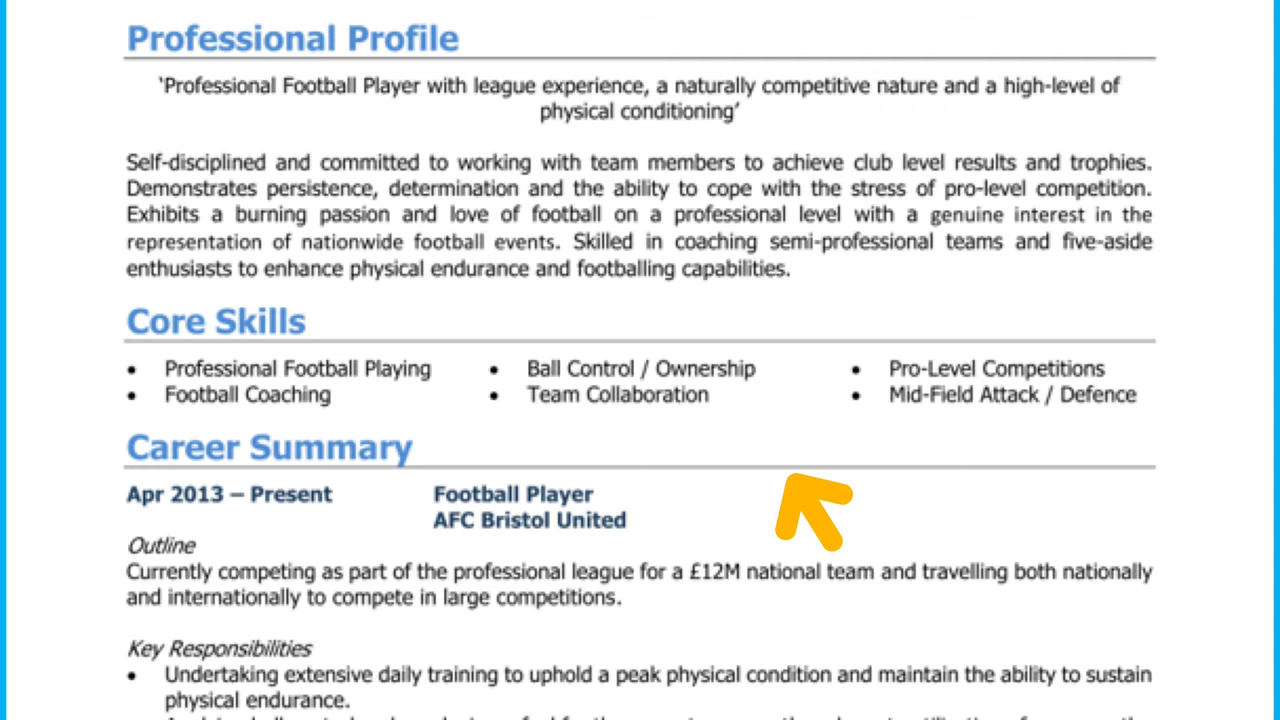 Professional Profile
‘Professional Football Player with league experience, a naturally competitive nature and a high-level of
physical conditioning’
Self-disciplined and committed to working with team members to achieve club level results and trophies.
Demonstrates persistence, determination and the ability to cope with the stress of pro-level competition.
Exhibits a burning passion and love of football on a professional level with a genuine interest in the
representation of nationwide football events. Skilled in coaching semi-professional teams and five-aside
enthusiasts to enhance physical endurance and footballing capabilities.
Core Skills
• Professional Football Playing • Ball Control / Ownership • Pro-Level Competitions
• Football Coaching • Team Collaboration • Mid-Field Attack / Defence
Career Summary
Apr 2013 – Present Football Player
AFC Bristol United
Outline
Currently competing as part of the professional league for a £12M national team and travelling both nationally
and internationally to compete in large competitions.
Key Responsibilities
• Undertaking extensive daily training to uphold a peak physical condition and maintain the ability to sustain
physical endurance.